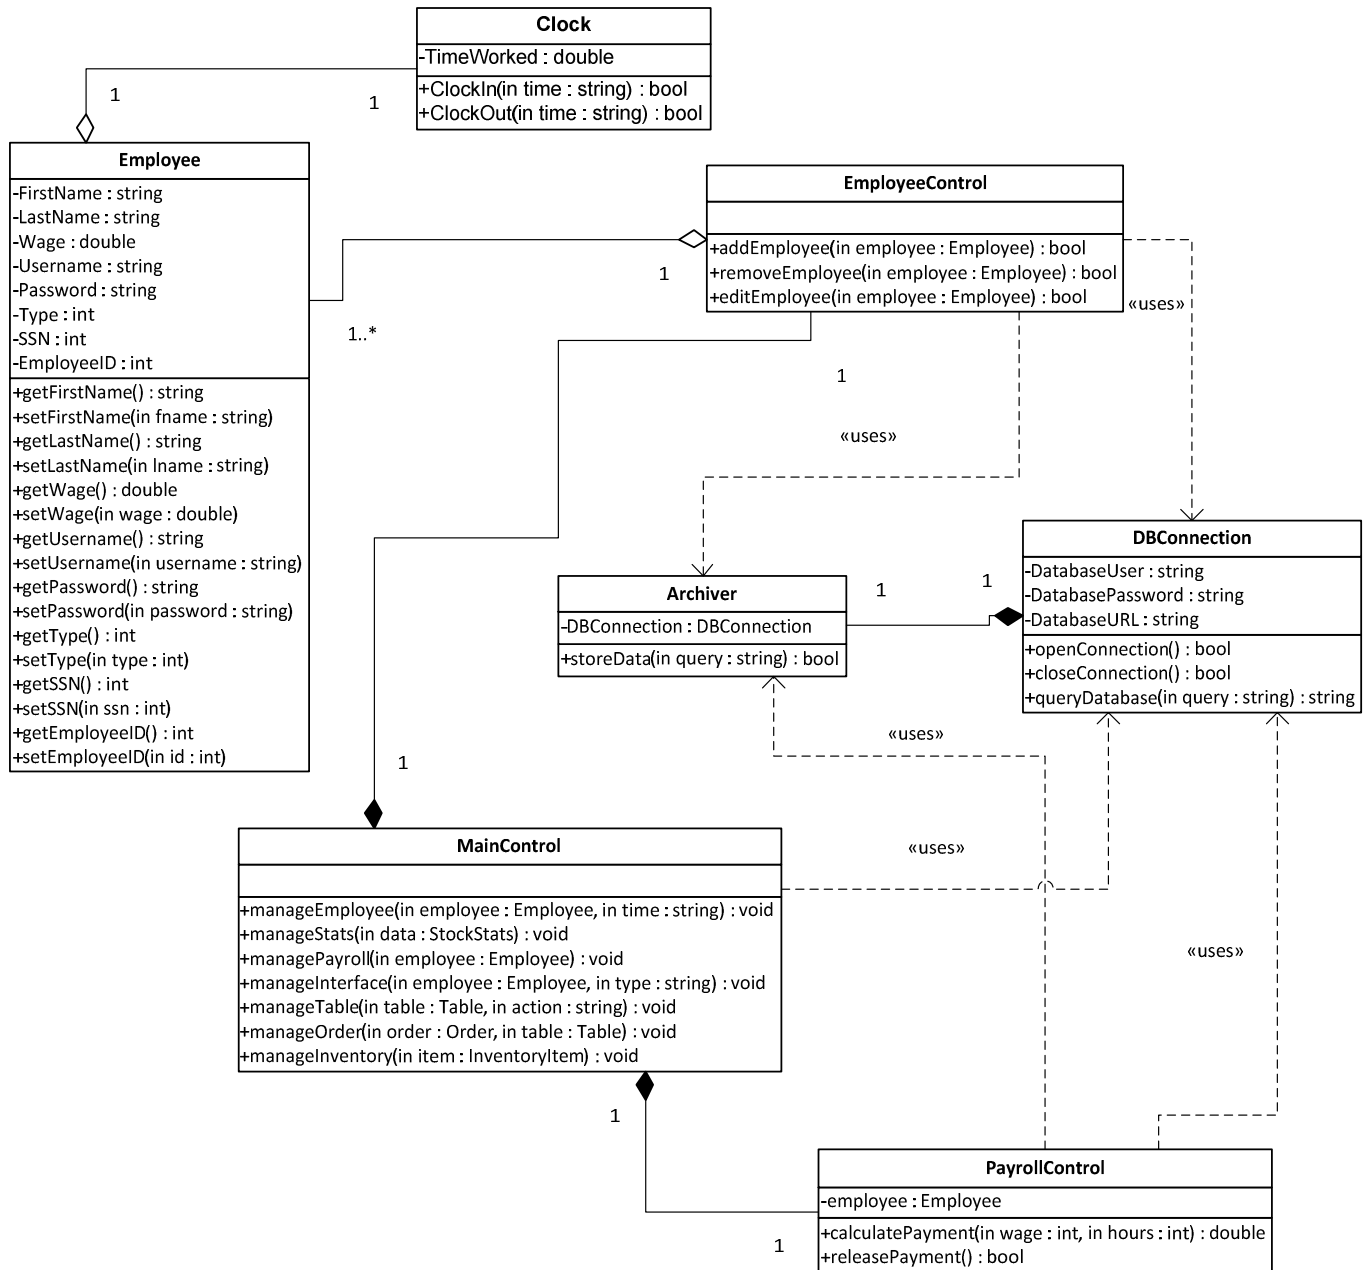 Clock
-TimeWorked : double
+ClockIn(in time : string) : bool
+ClockOut(in time : string) : bool
1
1
Employee
-FirstName : string
-LastName : string
-Wage : double
-Username : string
-Password : string
-Type : int
-SSN : int
-EmployeeID : int
+getFirstName() : string
+setFirstName(in fname : string)
+getLastName() : string
+setLastName(in lname : string)
+getWage() : double
+setWage(in wage : double)
+getUsername() : string
+setUsername(in username : string)
+getPassword() : string
+setPassword(in password : string)
+getType() : int
+setType(in type : int)
+getSSN() : int
+setSSN(in ssn : int)
+getEmployeeID() : int
+setEmployeeID(in id : int)
EmployeeControl
+addEmployee(in employee : Employee) : bool
+removeEmployee(in employee : Employee) : bool
+editEmployee(in employee : Employee) : bool
1
1..*
«uses»
1
«uses»
DBConnection
-DatabaseUser : string
-DatabasePassword : string
-DatabaseURL : string
+openConnection() : bool
+closeConnection() : bool
+queryDatabase(in query : string) : string
Archiver
-DBConnection : DBConnection
+storeData(in query : string) : bool
1
1
«uses»
1
MainControl
+manageEmployee(in employee : Employee, in time : string) : void
+manageStats(in data : StockStats) : void
+managePayroll(in employee : Employee) : void
+manageInterface(in employee : Employee, in type : string) : void
+manageTable(in table : Table, in action : string) : void
+manageOrder(in order : Order, in table : Table) : void
+manageInventory(in item : InventoryItem) : void
«uses»
«uses»
1
1
PayrollControl
-employee : Employee
+calculatePayment(in wage : int, in hours : int) : double
+releasePayment() : bool